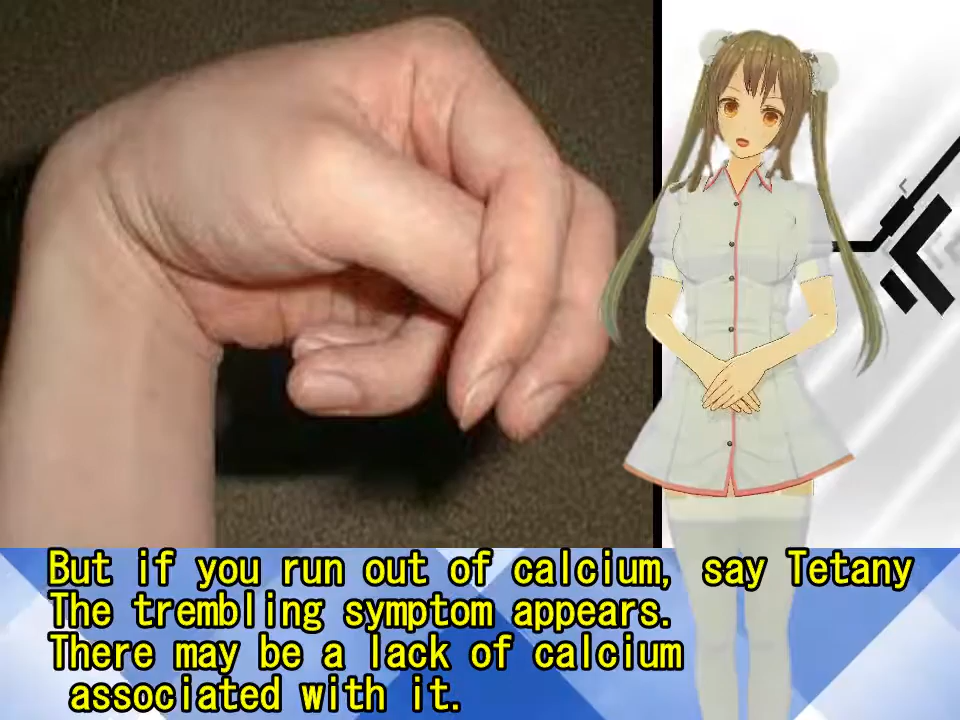 But if you run out of calcium, say Tetany
The trembling symptom appears.
There may be a lack of calcium
associated with it.